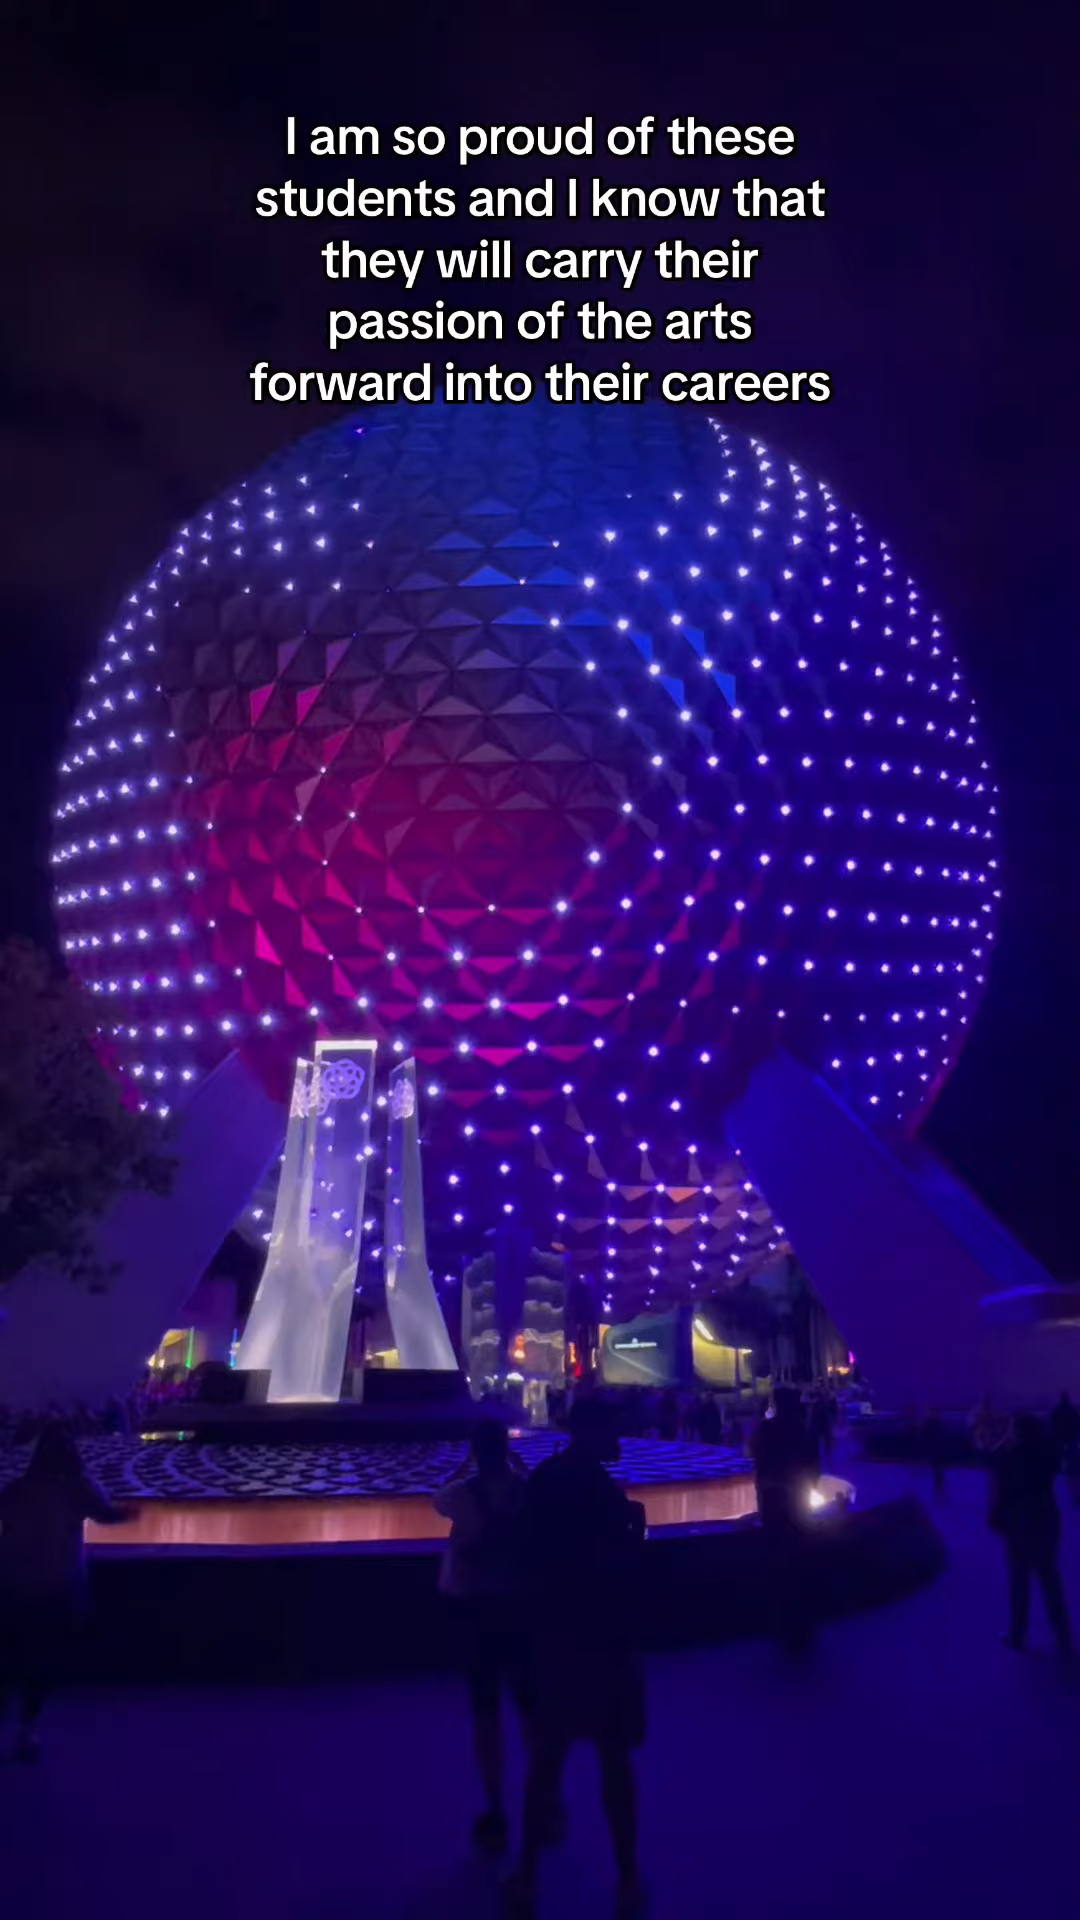 I am so proud of these
students and I know that
they will carry their
passion of the arts
forward into their careers